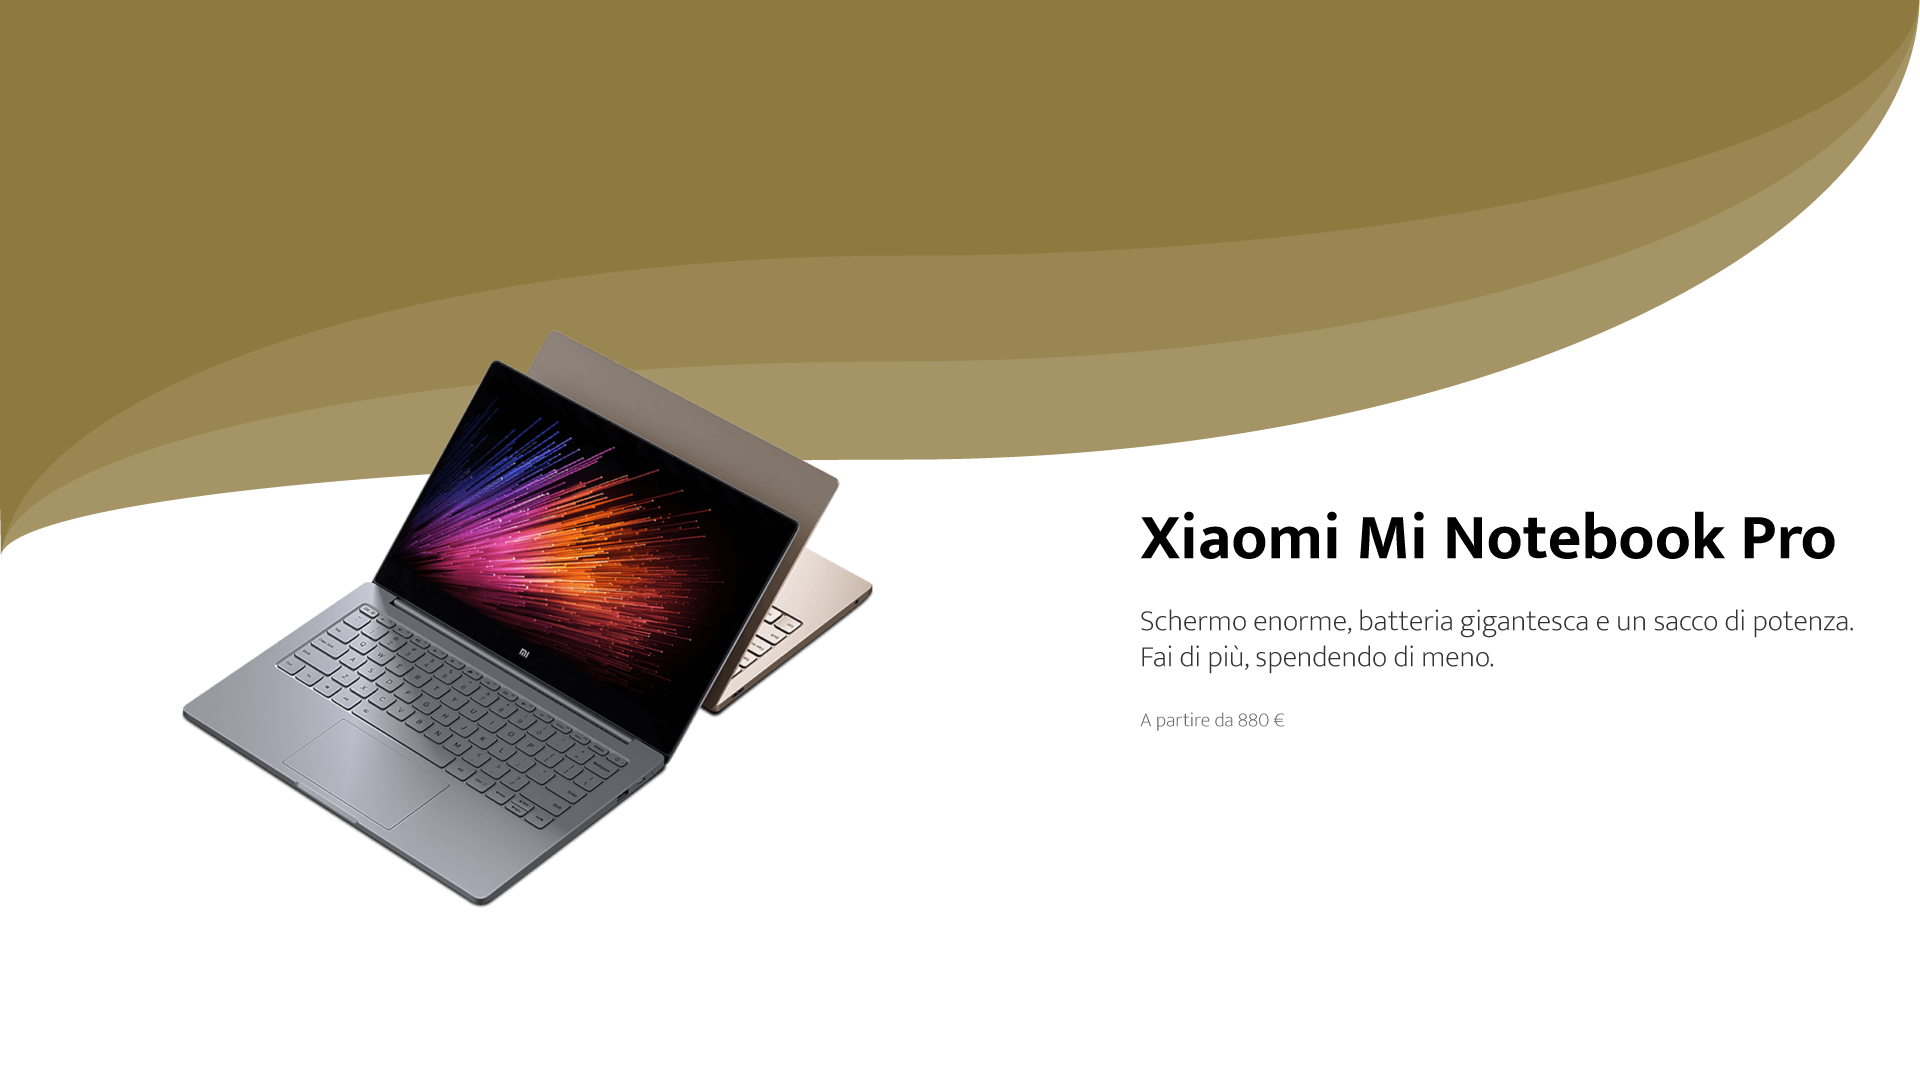 Xiaomi Mi Notebook Pro
Schermo enorme, batteria gigantesca e un sacco di potenza.
Fai di più, spendendo di meno.
A partire da 880 €